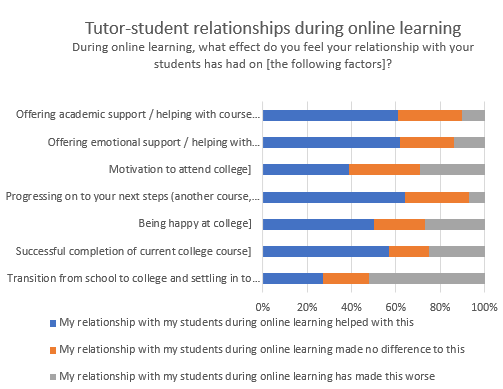 Tutor-student relationships during online learning
During online learning, what effect do you feel your relationship with your
students has had on [the following factors]?
Offering academic support / helping with course...
Offering emotional support / helping with...
Motivation to attend college]
Progressing on to your next steps (another course,...
Being happy at college]
Successful completion of current college course]
Transition from school to college and settling in to...
0% 20% 40% 60% 80% 100%
My relationship with my students during online learning helped with this
My relationship with my students during online learning made no difference to this
My relationship with my students during online learning has made this worse